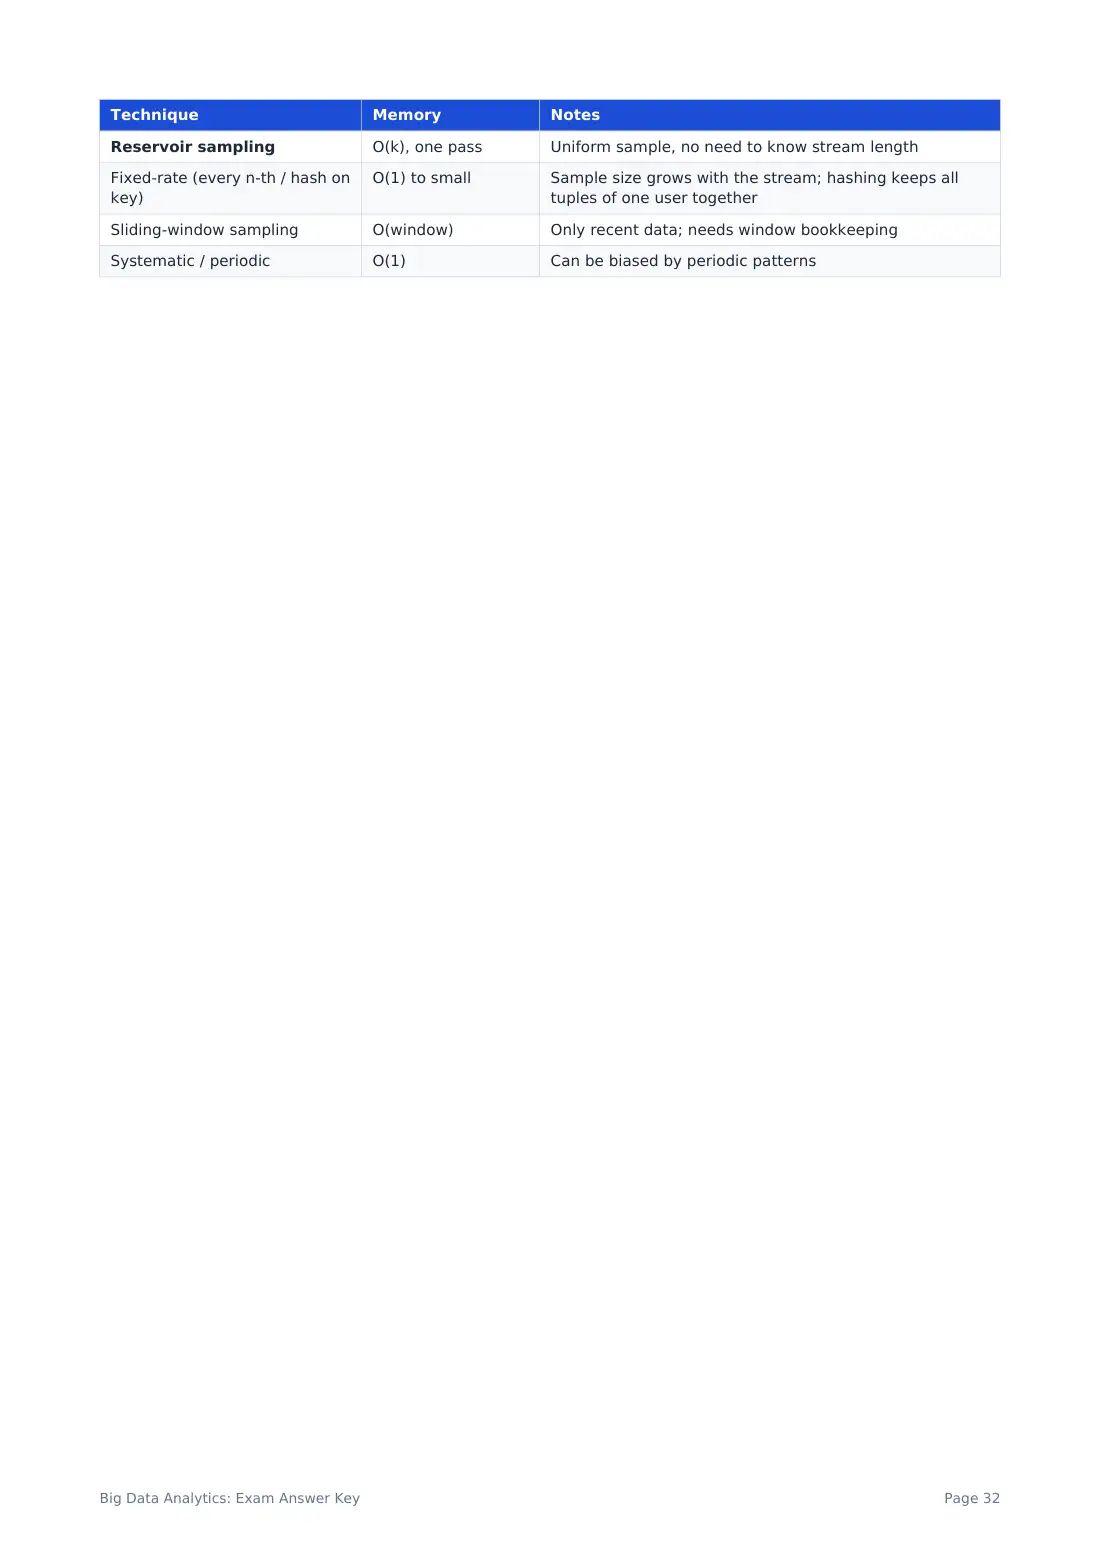 Technique Memory Notes
Reservoir sampling O(k), one pass Uniform sample, no need to know stream length
Fixed-rate (every n-th / hash on key) O(1) to small Sample size grows with the stream; hashing keeps all tuples of one user together
Sliding-window sampling O(window) Only recent data; needs window bookkeeping
Systematic / periodic O(1) Can be biased by periodic patterns
Big Data Analytics: Exam Answer Key Page 32